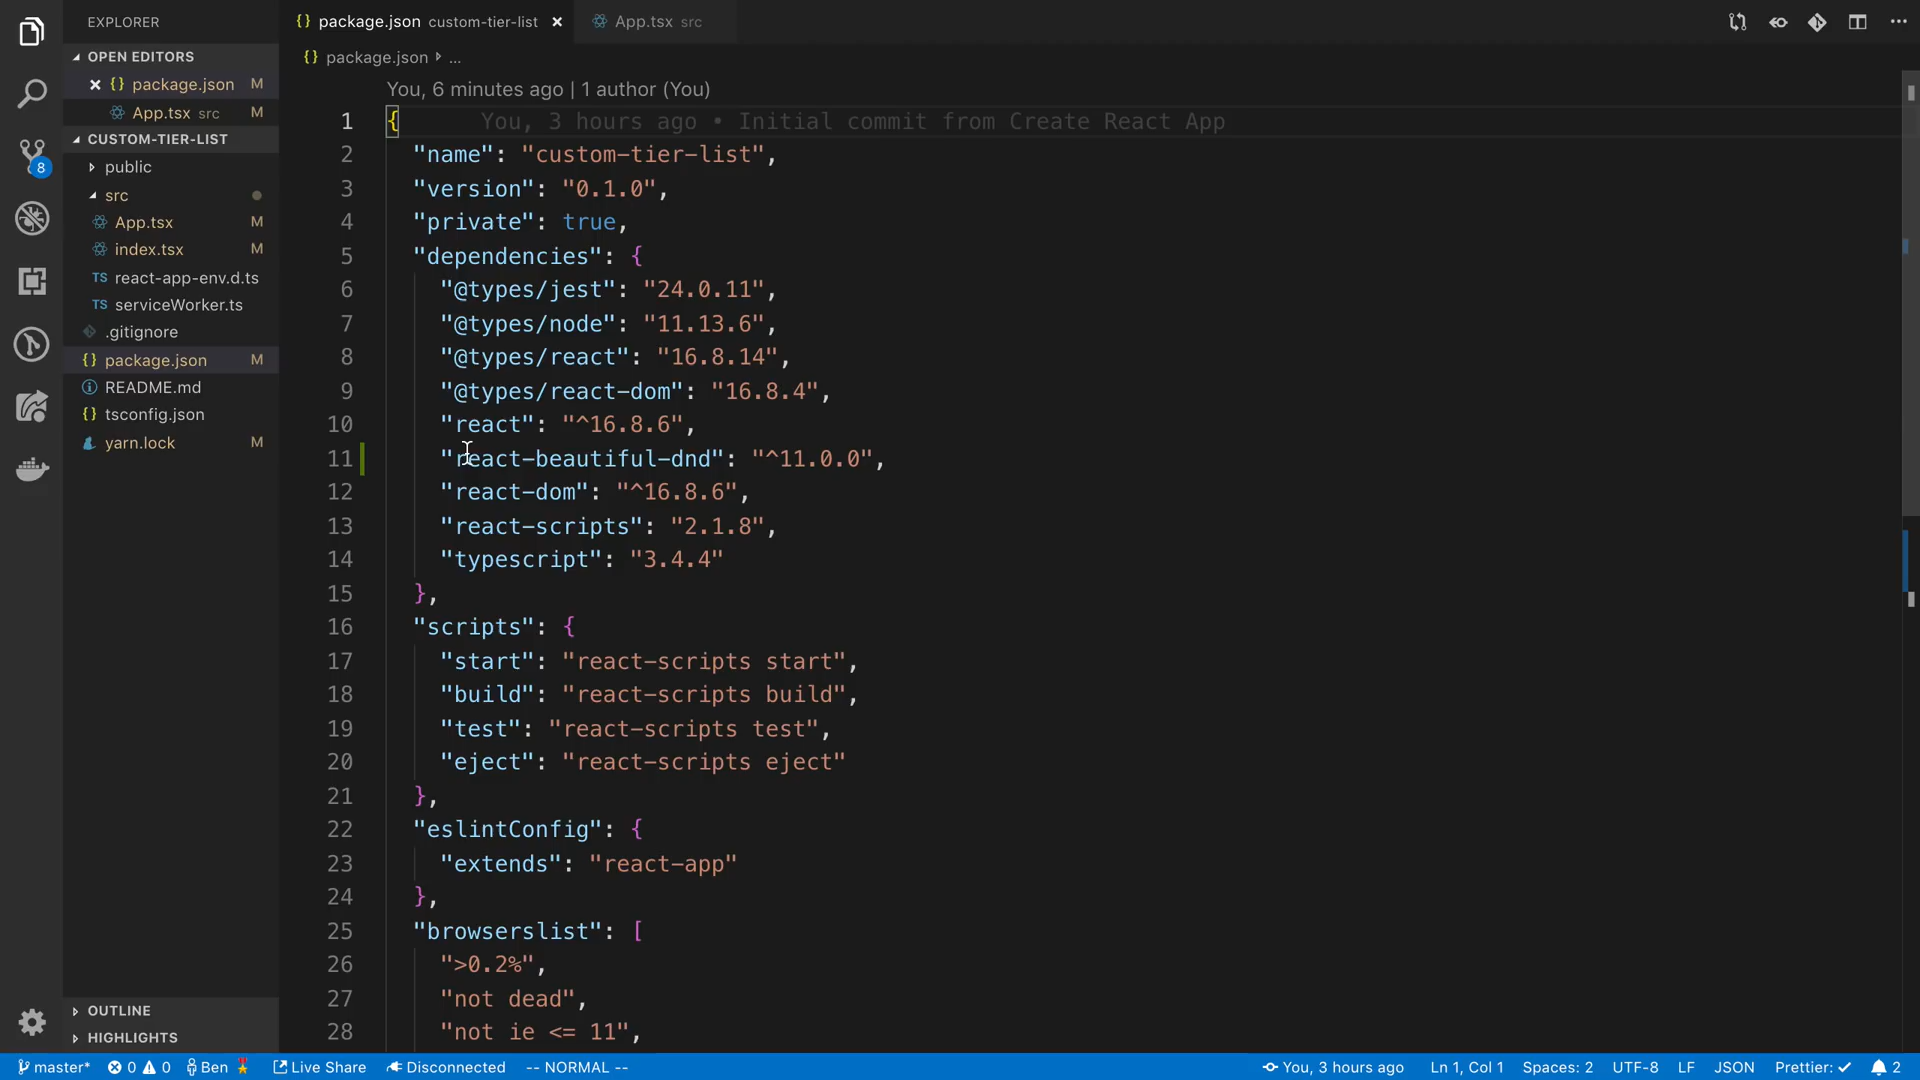 EXPLORER
OPEN EDITORS
{} package.json M
App.tsx src M
CUSTOM-TIER-LIST
public
src
App.tsx M
index.tsx M
TS react-app-env.d.ts
TS serviceWorker.ts
.gitignore
{} package.json M
README.md
{} tsconfig.json
yarn.lock M
OUTLINE
HIGHLIGHTS
8
{} package.json custom-tier-list
App.tsx src
{} package.json ...
You, 6 minutes ago | 1 author (You)
1 { You, 3 hours ago • Initial commit from Create React App
2 "name": "custom-tier-list",
3 "version": "0.1.0",
4 "private": true,
5 "dependencies": {
6 "@types/jest": "24.0.11",
7 "@types/node": "11.13.6",
8 "@types/react": "16.8.14",
9 "@types/react-dom": "16.8.4",
10 "react": "^16.8.6",
11 "react-beautiful-dnd": "^11.0.0",
12 "react-dom": "^16.8.6",
13 "react-scripts": "2.1.8",
14 "typescript": "3.4.4"
15 },
16 "scripts": {
17 "start": "react-scripts start",
18 "build": "react-scripts build",
19 "test": "react-scripts test",
20 "eject": "react-scripts eject"
21 },
22 "eslintConfig": {
23 "extends": "react-app"
24 },
25 "browserslist": [
26 ">0.2%",
27 "not dead",
28 "not ie <= 11",
master* 0 0 Ben Live Share Disconnected -- NORMAL -- You, 3 hours ago Ln 1, Col 1 Spaces: 2 UTF-8 LF JSON Prettier: ✓ 2